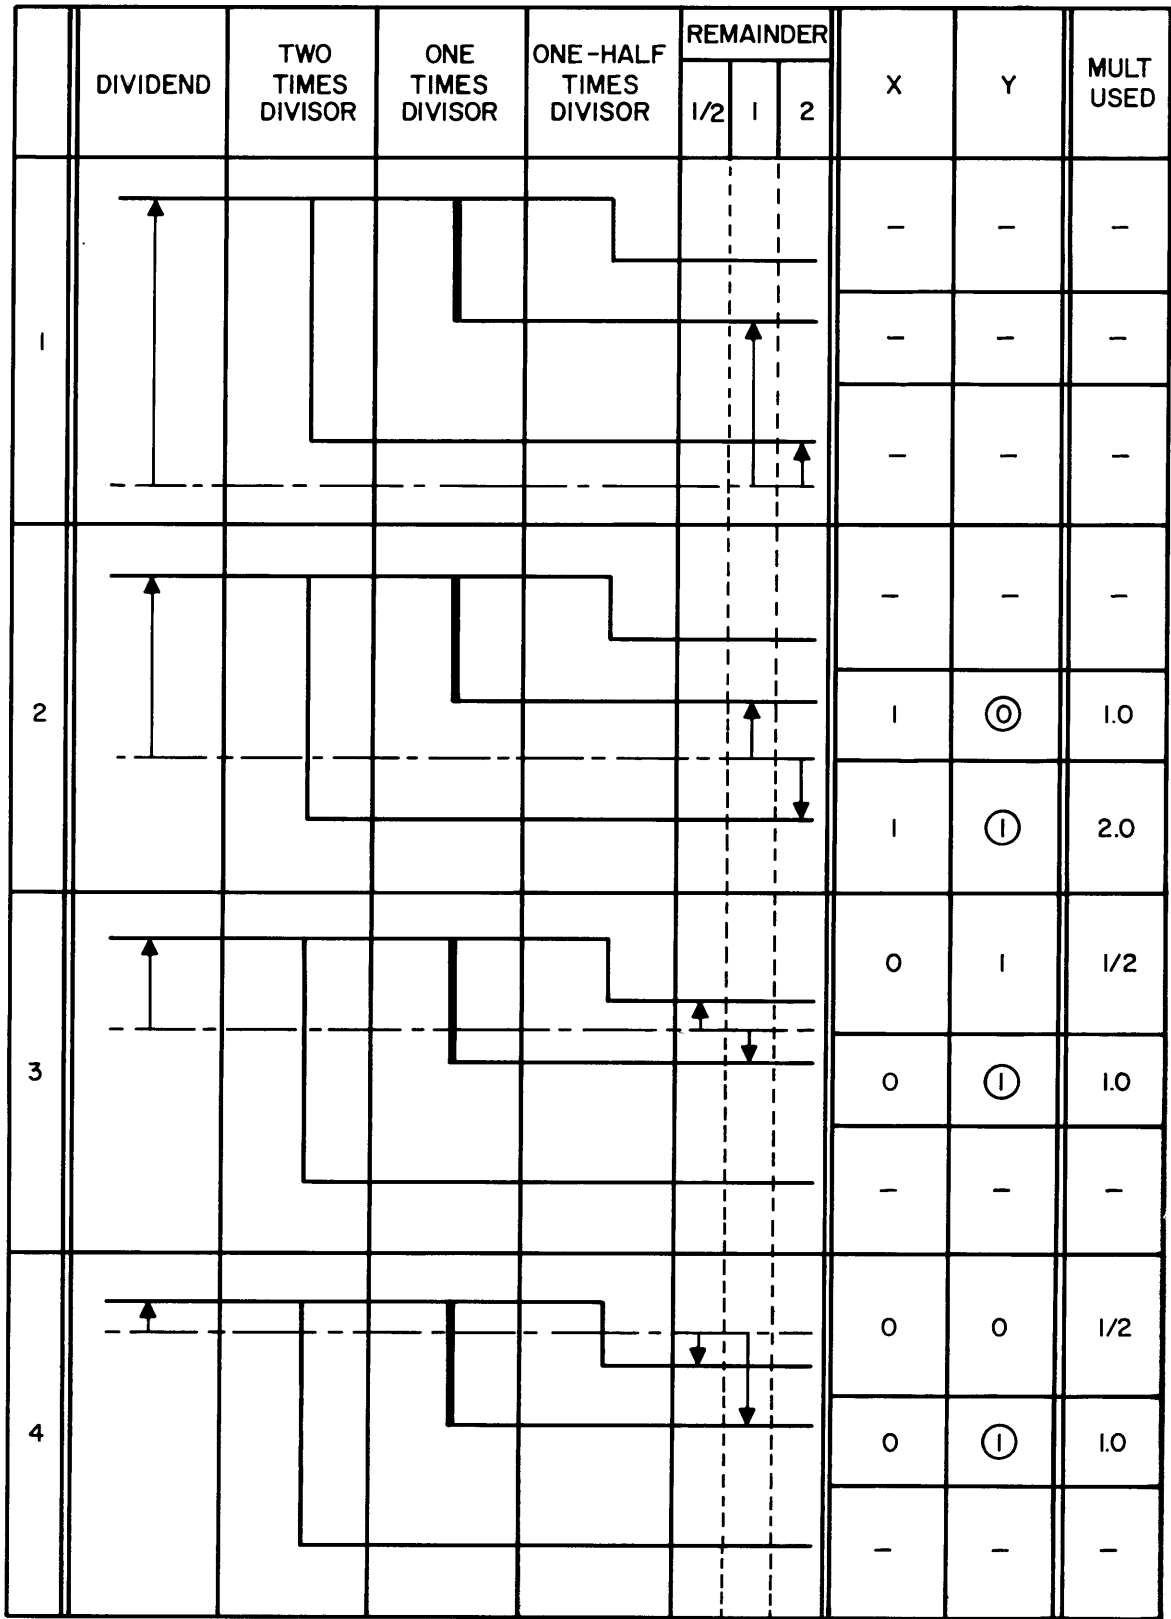 DIVIDEND
TWO
TIMES
DIVISOR
ONE
TIMES
DIVISOR
ONE-HALF
TIMES
DIVISOR
REMAINDER
1/2 1 2
X
Y
MULT
USED
1
– – –
– – –
– – –
2
– – –
1 0 1.0
1 1 2.0
3
0 1 1/2
0 1 1.0
– – –
4
0 0 1/2
0 1 1.0
– – –